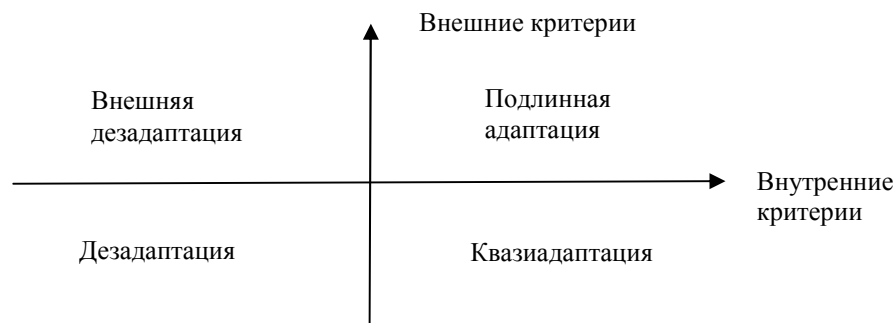 Внешние критерии
Внешняя
дезадаптация
Подлинная
адаптация
Внутренние
критерии
Дезадаптация
Квазиадаптация